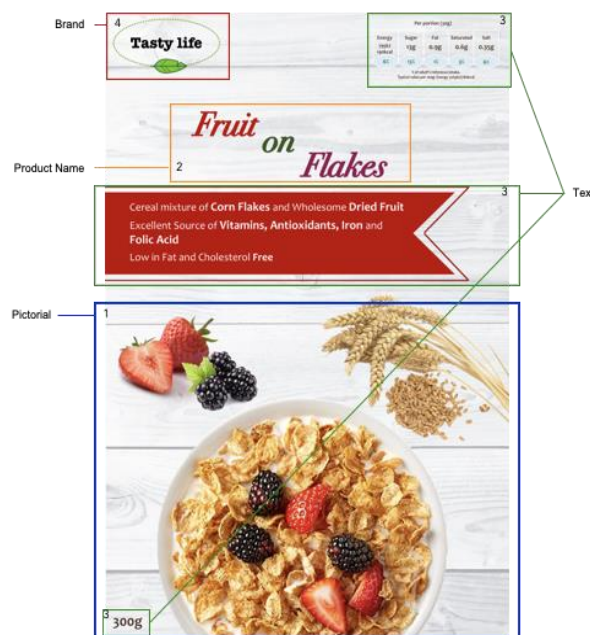 Brand
4
3
Tasty life
Per portion (30g)
Energy Sugar Fat Saturated Salt
13g 0.9g 0.6g 0.35g
Fruit
on
Flakes
Product Name
2
3
Tex
Cereal mixture of Corn Flakes and Wholesome Dried Fruit
Excellent Source of Vitamins, Antioxidants, Iron and
Folic Acid
Low in Fat and Cholesterol Free
Pictorial
1
3
300g